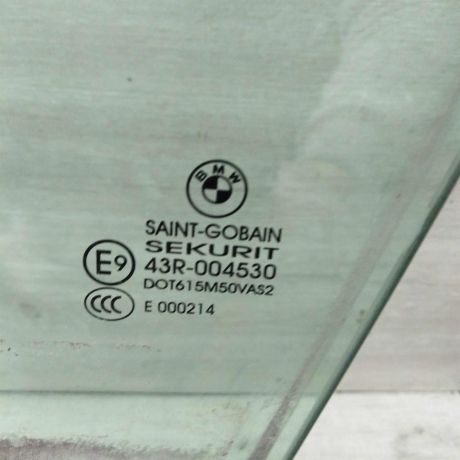 BMW
SAINT-GOBAIN
SEKURIT
E9 43R-004530
DOT615M50VAS2
CCC E 000214